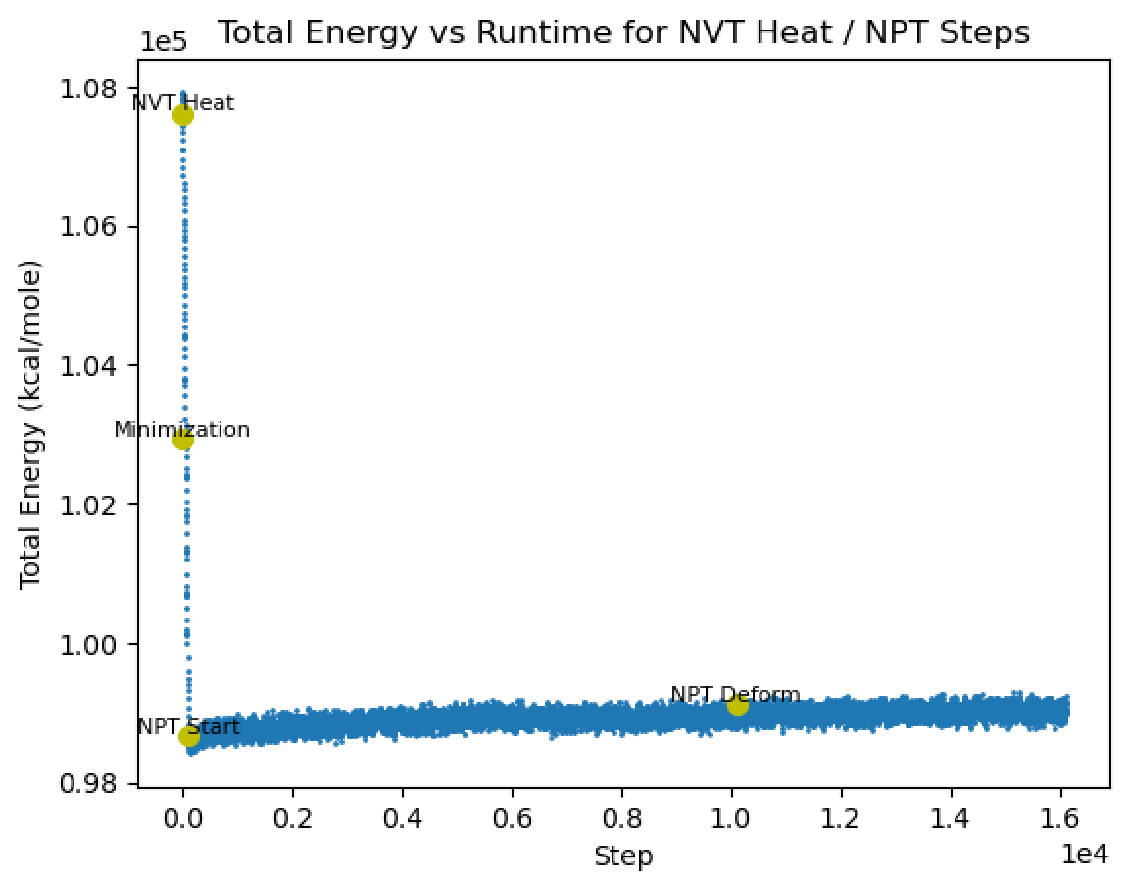 Total Energy vs Runtime for NVT Heat / NPT Steps
1e5
1.08
NVT Heat
1.06
1.04
Minimization
1.02
1.00
NPT Deform
NPT Start
0.98
Total Energy (kcal/mole)
0.0 0.2 0.4 0.6 0.8 1.0 1.2 1.4 1.6
1e4
Step